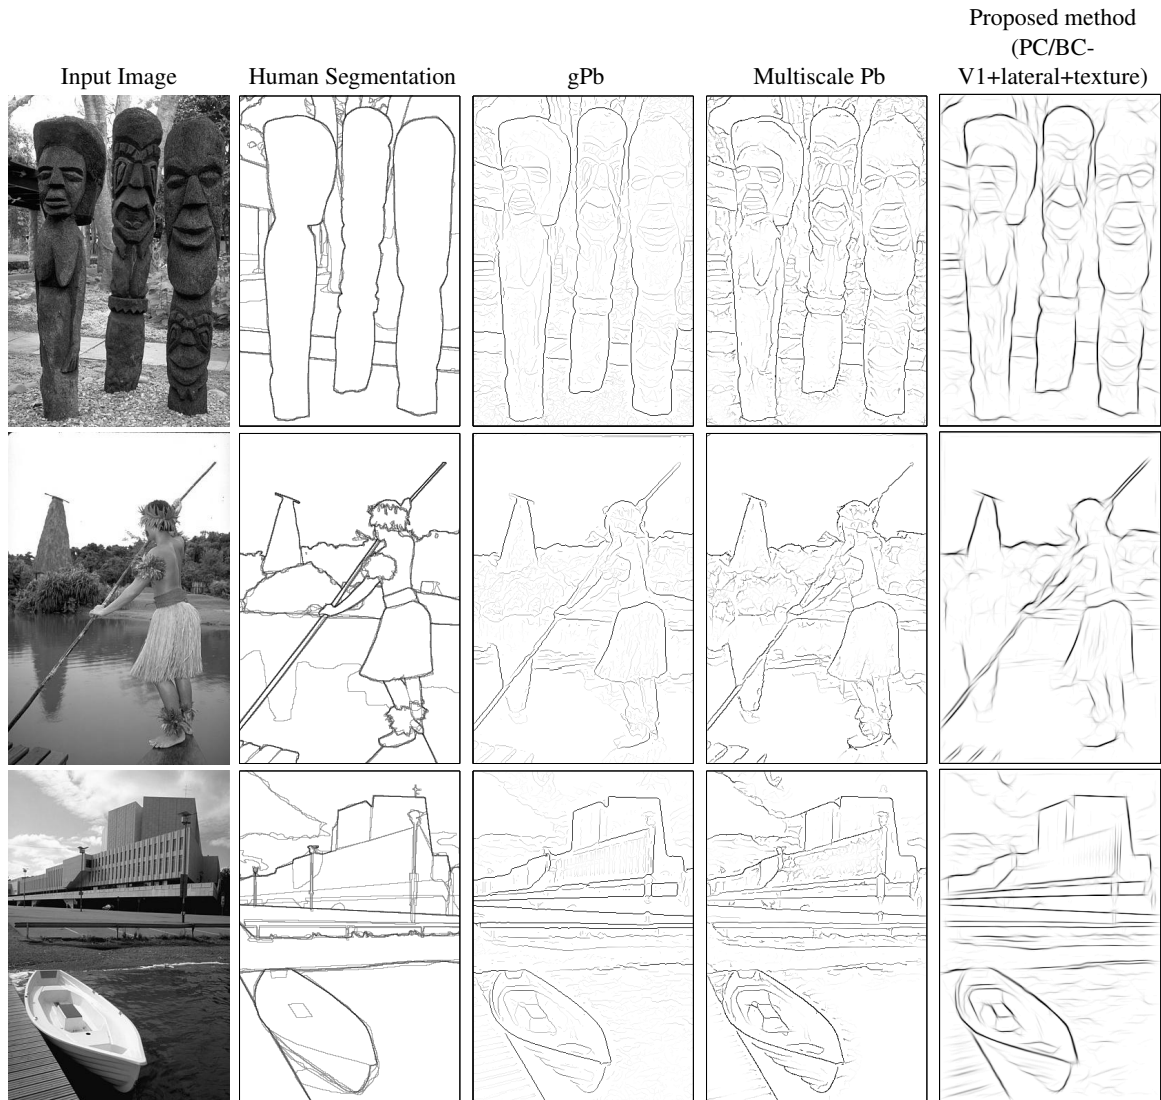 Proposed method
(PC/BC-
Input Image Human Segmentation gPb Multiscale Pb V1+lateral+texture)